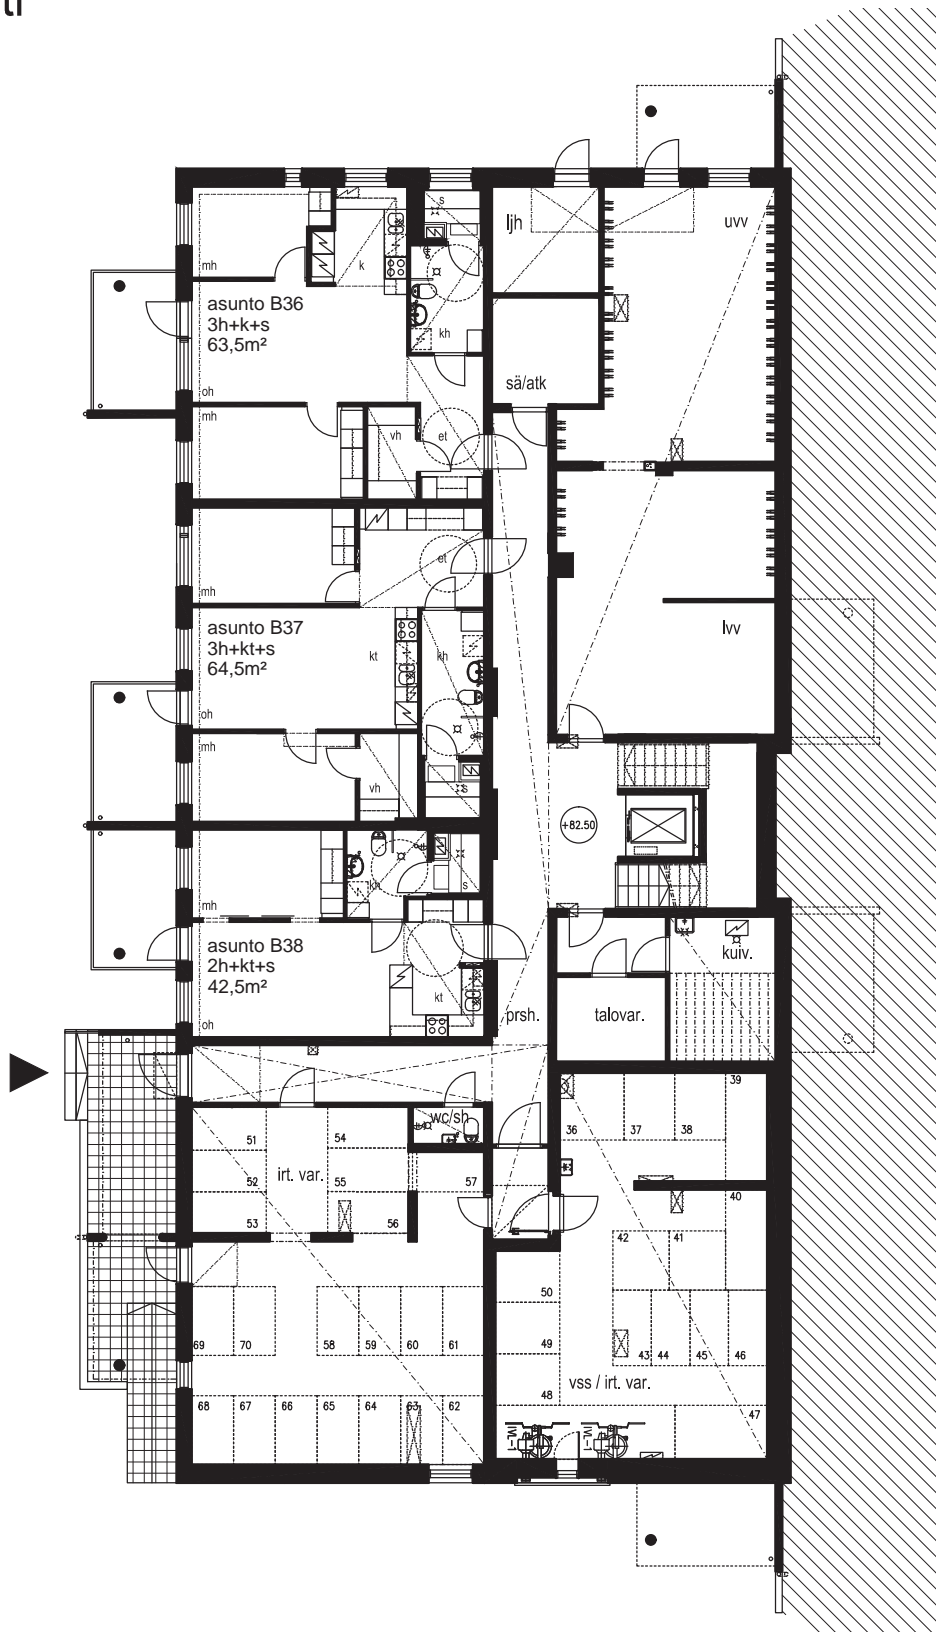 s
ljh
uvv
mh
k
asunto B36
3h+k+s
63,5m²
kh
sä/atk
oh
mh
vh
et
et
mh
asunto B37
3h+kt+s
64,5m²
kt
kh
lvv
oh
mh
vh
s
+82.50
kh
s
mh
asunto B38
2h+kt+s
42,5m²
kt
oh
prsh.
talovar.
kuiv.
wc/sh
39
36
37
38
51
54
irt. var.
52
55
57
53
56
40
42
41
50
69
70
58
59
60
61
49
43
44
45
46
vss / irt. var.
48
47
68
67
66
65
64
63
62